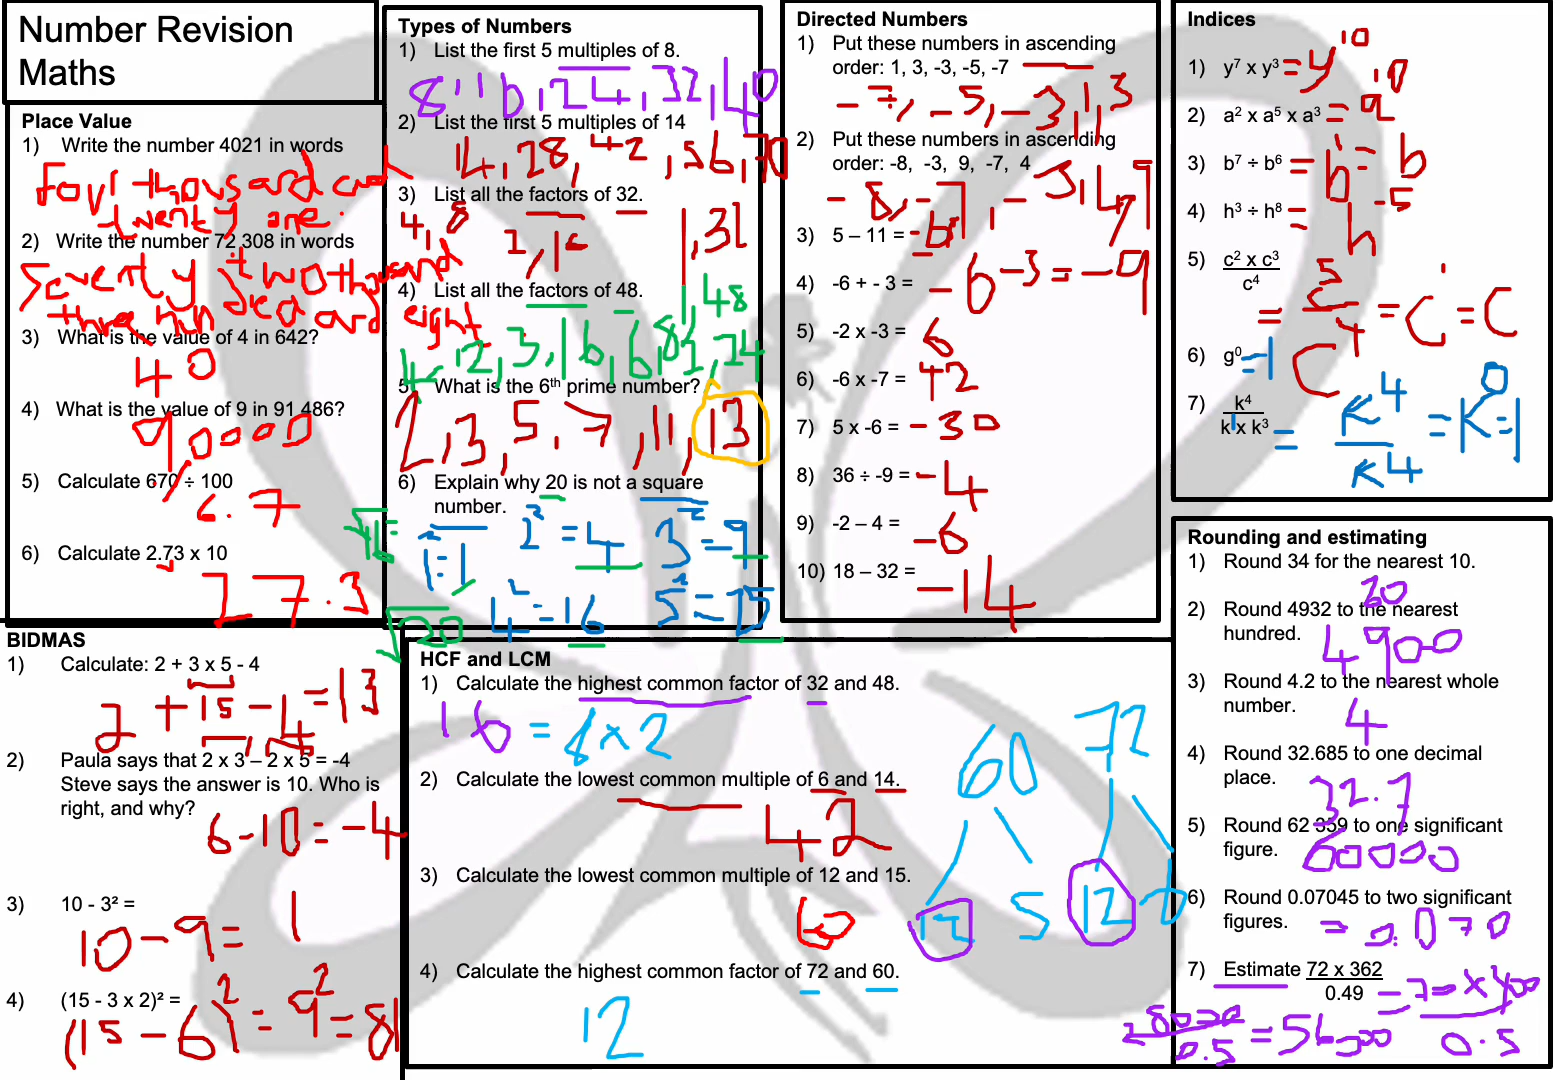 Number Revision
Maths
Place Value
1) Write the number 4021 in words
Four thousand and
twenty one.
2) Write the number 72 308 in words
Seventy two thousand
three hundred and eight
3) What is the value of 4 in 642?
40
4) What is the value of 9 in 91 486?
90000
5) Calculate 670 ÷ 100
6.7
6) Calculate 2.73 x 10
27.3
Types of Numbers
1) List the first 5 multiples of 8.
8, 16, 24, 32, 40
2) List the first 5 multiples of 14
14, 28, 42, 56, 70
3) List all the factors of 32.
4, 8 2, 16 1, 32
4) List all the factors of 48.
1, 48
4 2, 3, 16, 6, 8, 24
5) What is the 6th prime number?
2, 3, 5, 7, 11, 13
6) Explain why 20 is not a square
number.
1² = 1 2² = 4 3² = 9
4² = 16 5² = 25
√20
Directed Numbers
1) Put these numbers in ascending
order: 1, 3, -3, -5, -7
-7, -5, -3, 1, 3
2) Put these numbers in ascending
order: -8, -3, 9, -7, 4
-8, -7, -3, 4, 9
3) 5 – 11 = -6
4) -6 + - 3 = -6 -3 = -9
5) -2 x -3 = 6
6) -6 x -7 = 42
7) 5 x -6 = -30
8) 36 ÷ -9 = -4
9) -2 – 4 = -6
10) 18 – 32 = -14
Indices
1) y⁷ x y³ = y¹⁰
2) a² x a⁵ x a³ = a¹⁰
3) b⁷ ÷ b⁶ = b¹ = b
4) h³ ÷ h⁸ = h⁻⁵
5) c² x c³
c⁴
= c⁵ = c¹ = c
c⁴
6) g⁰ = 1
7) k⁴
k¹ x k³
= k⁴ = k⁰ = 1
k⁴
Rounding and estimating
1) Round 34 for the nearest 10.
30
2) Round 4932 to the nearest
hundred.
4900
3) Round 4.2 to the nearest whole
number.
4
4) Round 32.685 to one decimal
place.
32.7
5) Round 62 359 to one significant
figure.
60000
6) Round 0.07045 to two significant
figures.
= 0.070
7) Estimate 72 x 362
0.49
= 70 x 400
0.5
28000
0.5
= 56000
BIDMAS
1) Calculate: 2 + 3 x 5 - 4
2 + 15 - 4 = 13
2) Paula says that 2 x 3 – 2 x 5 = -4
Steve says the answer is 10. Who is
right, and why?
6 - 10 = -4
3) 10 - 3² =
10 - 9 = 1
4) (15 - 3 x 2)² =
(15 - 6)² = 9² = 81
HCF and LCM
1) Calculate the highest common factor of 32 and 48.
16 = 8 x 2
2) Calculate the lowest common multiple of 6 and 14.
42
3) Calculate the lowest common multiple of 12 and 15.
60
4) Calculate the highest common factor of 72 and 60.
12
60 72
12 5 12